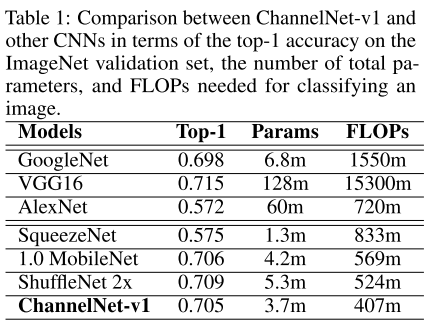 Table 1: Comparison between ChannelNet-v1 and
other CNNs in terms of the top-1 accuracy on the
ImageNet validation set, the number of total pa-
rameters, and FLOPs needed for classifying an
image.
Models Top-1 Params FLOPs
GoogleNet 0.698 6.8m 1550m
VGG16 0.715 128m 15300m
AlexNet 0.572 60m 720m
SqueezeNet 0.575 1.3m 833m
1.0 MobileNet 0.706 4.2m 569m
ShuffleNet 2x 0.709 5.3m 524m
ChannelNet-v1 0.705 3.7m 407m